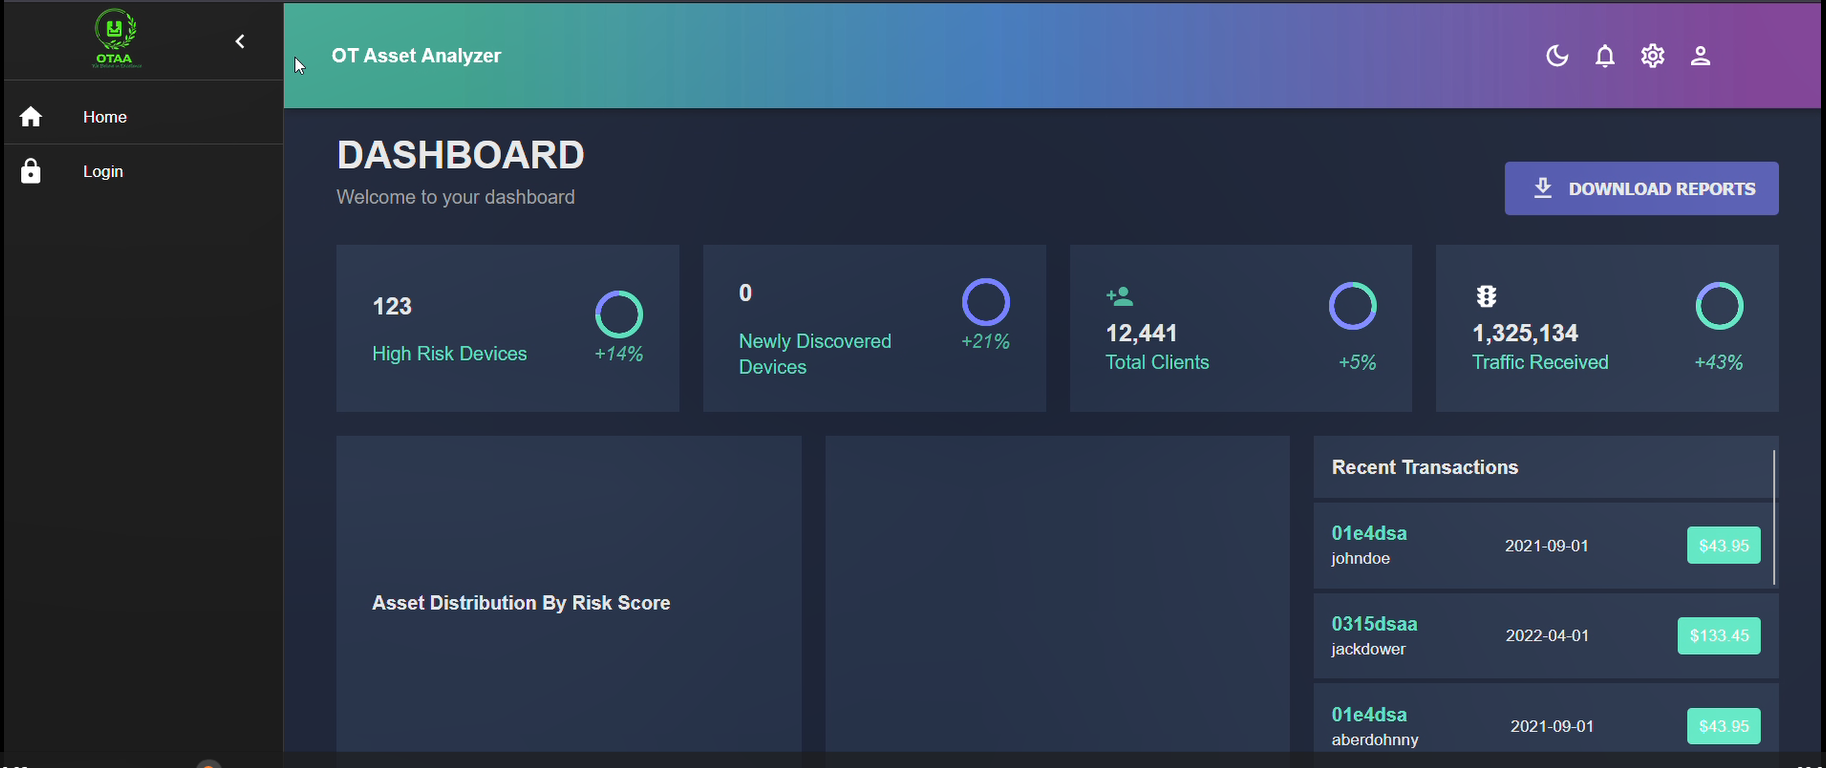 OTAA
OT Asset Analyzer
Home
Login
DASHBOARD
Welcome to your dashboard
DOWNLOAD REPORTS
123
High Risk Devices
+14%
0
Newly Discovered
Devices
+21%
12,441
Total Clients
+5%
1,325,134
Traffic Received
+43%
Asset Distribution By Risk Score
Recent Transactions
01e4dsa
johndoe
2021-09-01
$43.95
0315dsaa
jackdower
2022-04-01
$133.45
01e4dsa
aberdohnny
2021-09-01
$43.95